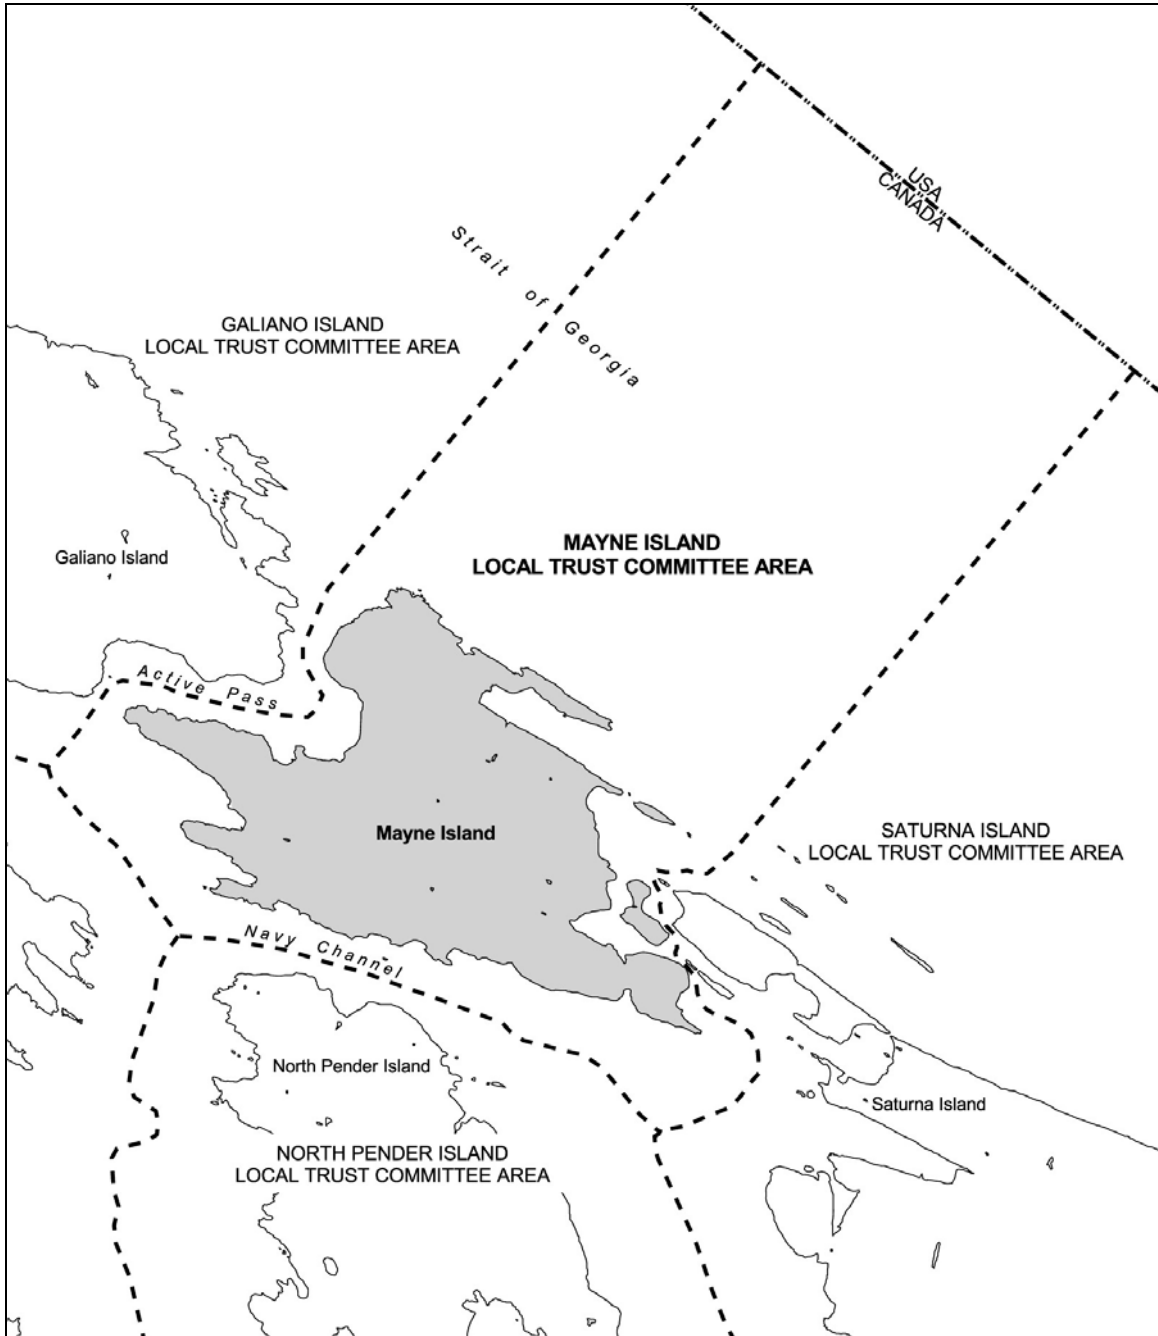 USA
CANADA
Strait of Georgia
GALIANO ISLAND
LOCAL TRUST COMMITTEE AREA
MAYNE ISLAND
LOCAL TRUST COMMITTEE AREA
Galiano Island
Active Pass
Mayne Island
SATURNA ISLAND
LOCAL TRUST COMMITTEE AREA
Navy Channel
North Pender Island
Saturna Island
NORTH PENDER ISLAND
LOCAL TRUST COMMITTEE AREA